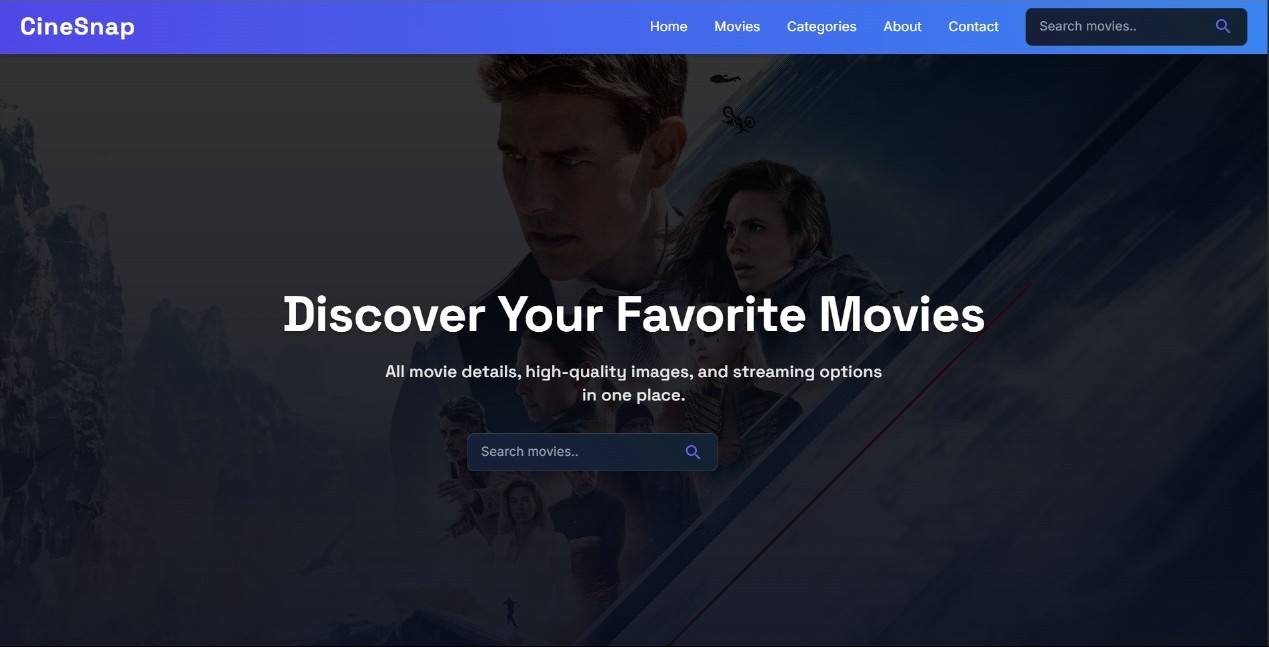 CineSnap
Home Movies Categories About Contact Search movies..
Discover Your Favorite Movies
All movie details, high-quality images, and streaming options
in one place.
Search movies..